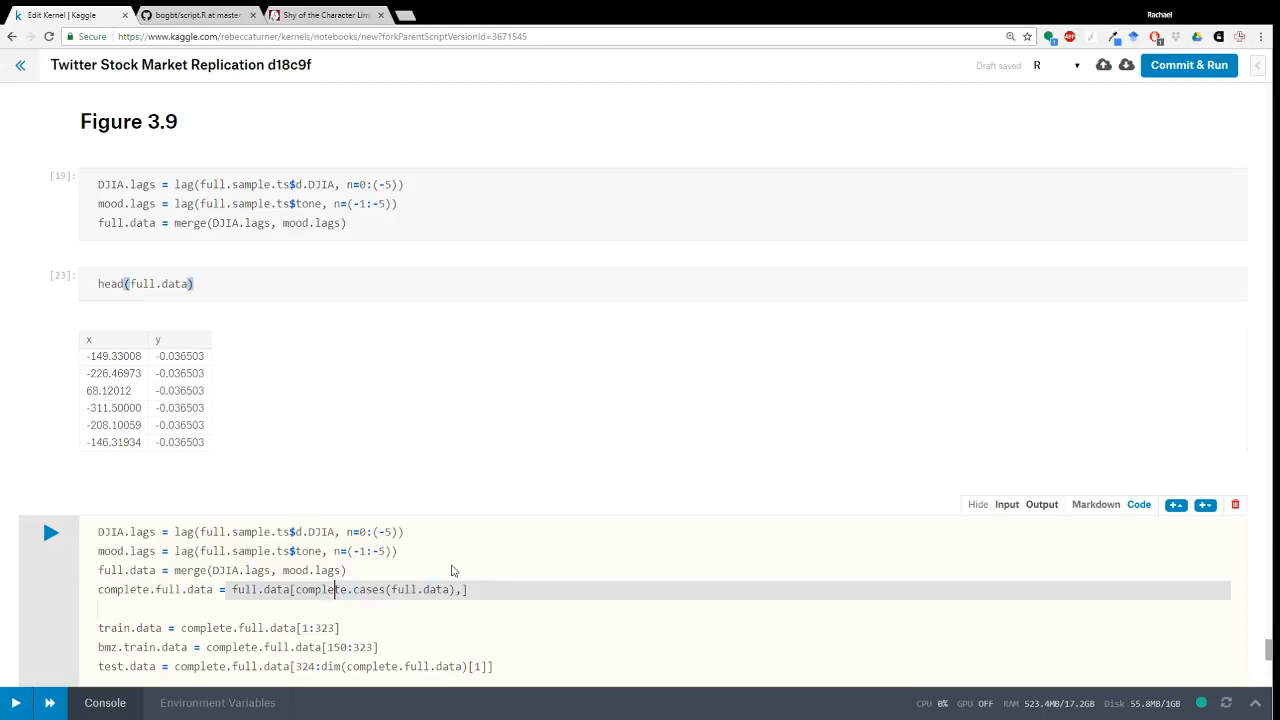 Edit Kernel | Kaggle
bogbt/script.R at master
Shy of the Character Lim
Rachael
Secure https://www.kaggle.com/rebeccaturner/kernels/notebooks/new?forkParentScriptVersionId=3671545
Twitter Stock Market Replication d18c9f
Draft saved R Commit & Run
Figure 3.9
[19]:
DJIA.lags = lag(full.sample.ts$d.DJIA, n=0:(-5))
mood.lags = lag(full.sample.ts$tone, n=(-1:-5))
full.data = merge(DJIA.lags, mood.lags)
[23]:
head(full.data)
x y
-149.33008 -0.036503
-226.46973 -0.036503
68.12012 -0.036503
-311.50000 -0.036503
-208.10059 -0.036503
-146.31934 -0.036503
Hide Input Output Markdown Code
DJIA.lags = lag(full.sample.ts$d.DJIA, n=0:(-5))
mood.lags = lag(full.sample.ts$tone, n=(-1:-5))
full.data = merge(DJIA.lags, mood.lags)
complete.full.data = full.data[complete.cases(full.data),]
train.data = complete.full.data[1:323]
bmz.train.data = complete.full.data[150:323]
test.data = complete.full.data[324:dim(complete.full.data)[1]]
Console Environment Variables
CPU 0% GPU OFF RAM 523.4MB/17.2GB Disk 55.8MB/1GB